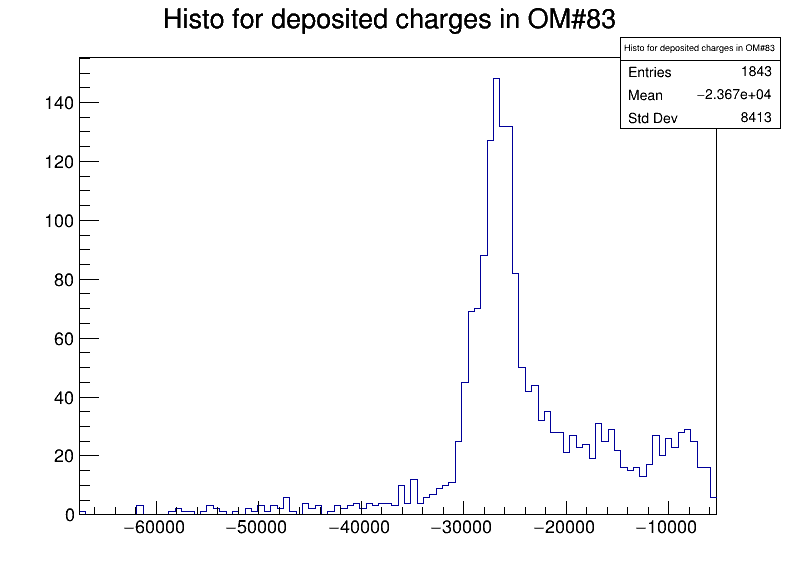 Histo for deposited charges in OM#83
Histo for deposited charges in OM#83
Entries 1843
Mean −2.367e+04
Std Dev 8413
140
120
100
80
60
40
20
0
−60000 −50000 −40000 −30000 −20000 −10000